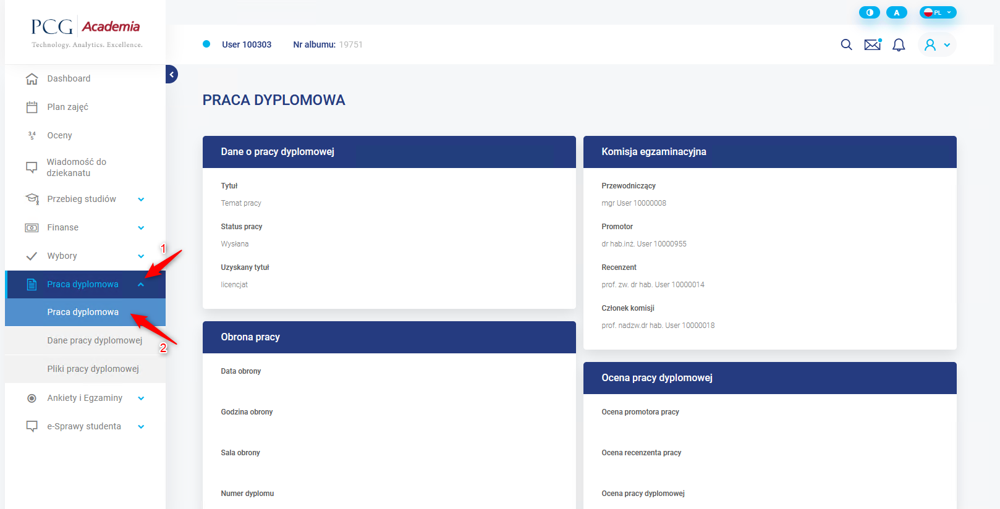 PCG Academia
Technology. Analytics. Excellence.
A
PL
User 100303
Nr albumu: 19751
Dashboard
Plan zajęć
3 4
5
Oceny
Wiadomość do
dziekanatu
Przebieg studiów
Finanse
Wybory
1
Praca dyplomowa
Praca dyplomowa
2
Dane pracy dyplomowej
Pliki pracy dyplomowej
Ankiety i Egzaminy
e-Sprawy studenta
PRACA DYPLOMOWA
Dane o pracy dyplomowej
Tytuł
Temat pracy
Status pracy
Wysłana
Uzyskany tytuł
licencjat
Obrona pracy
Data obrony
Godzina obrony
Sala obrony
Numer dyplomu
Komisja egzaminacyjna
Przewodniczący
mgr User 10000008
Promotor
dr hab.inż. User 10000955
Recenzent
prof. zw. dr hab. User 10000014
Członek komisji
prof. nadzw.dr hab. User 10000018
Ocena pracy dyplomowej
Ocena promotora pracy
Ocena recenzenta pracy
Ocena pracy dyplomowej